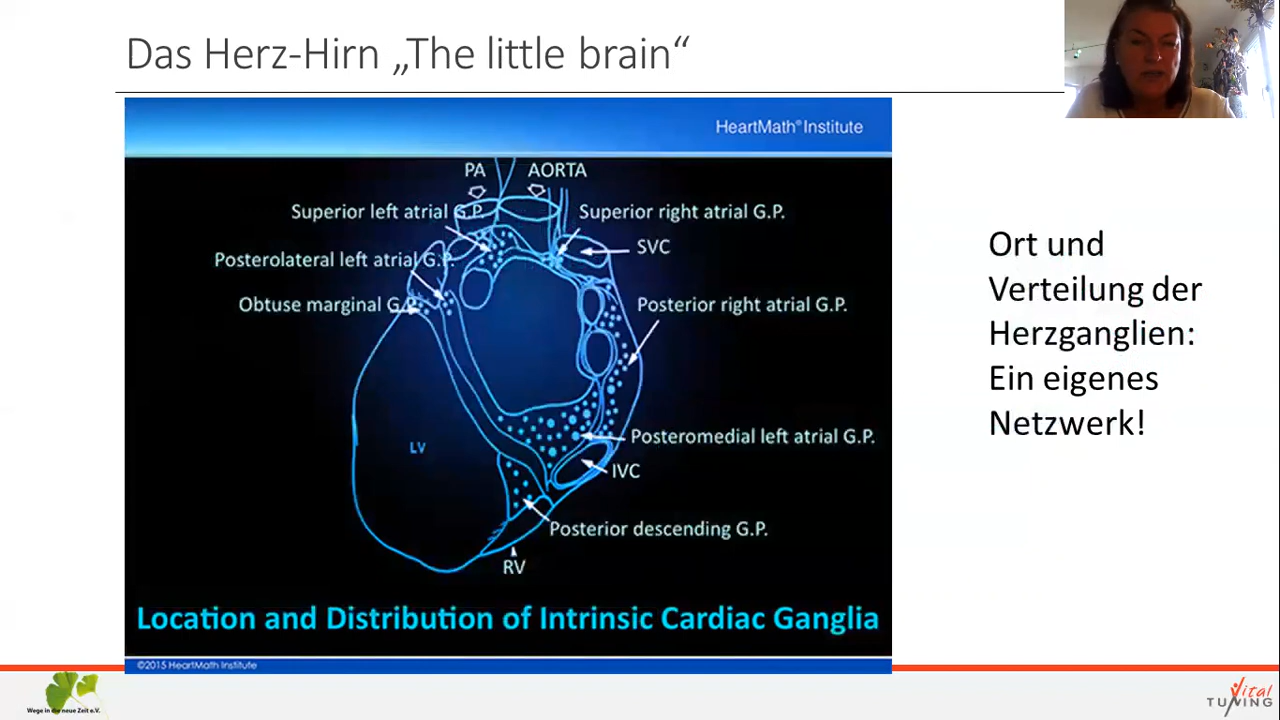 Das Herz-Hirn „The little brain“
HeartMath® Institute
PA
AORTA
Superior left atrial G.P.
Superior right atrial G.P.
SVC
Posterolateral left atrial G.P.
Obtuse marginal G.P.
Posterior right atrial G.P.
LV
Posteromedial left atrial G.P.
IVC
Posterior descending G.P.
RV
Location and Distribution of Intrinsic Cardiac Ganglia
©2015 HeartMath Institute
Ort und
Verteilung der
Herzganglien:
Ein eigenes
Netzwerk!
Wege in die neue Zeit e.V.
Vital
TUNING